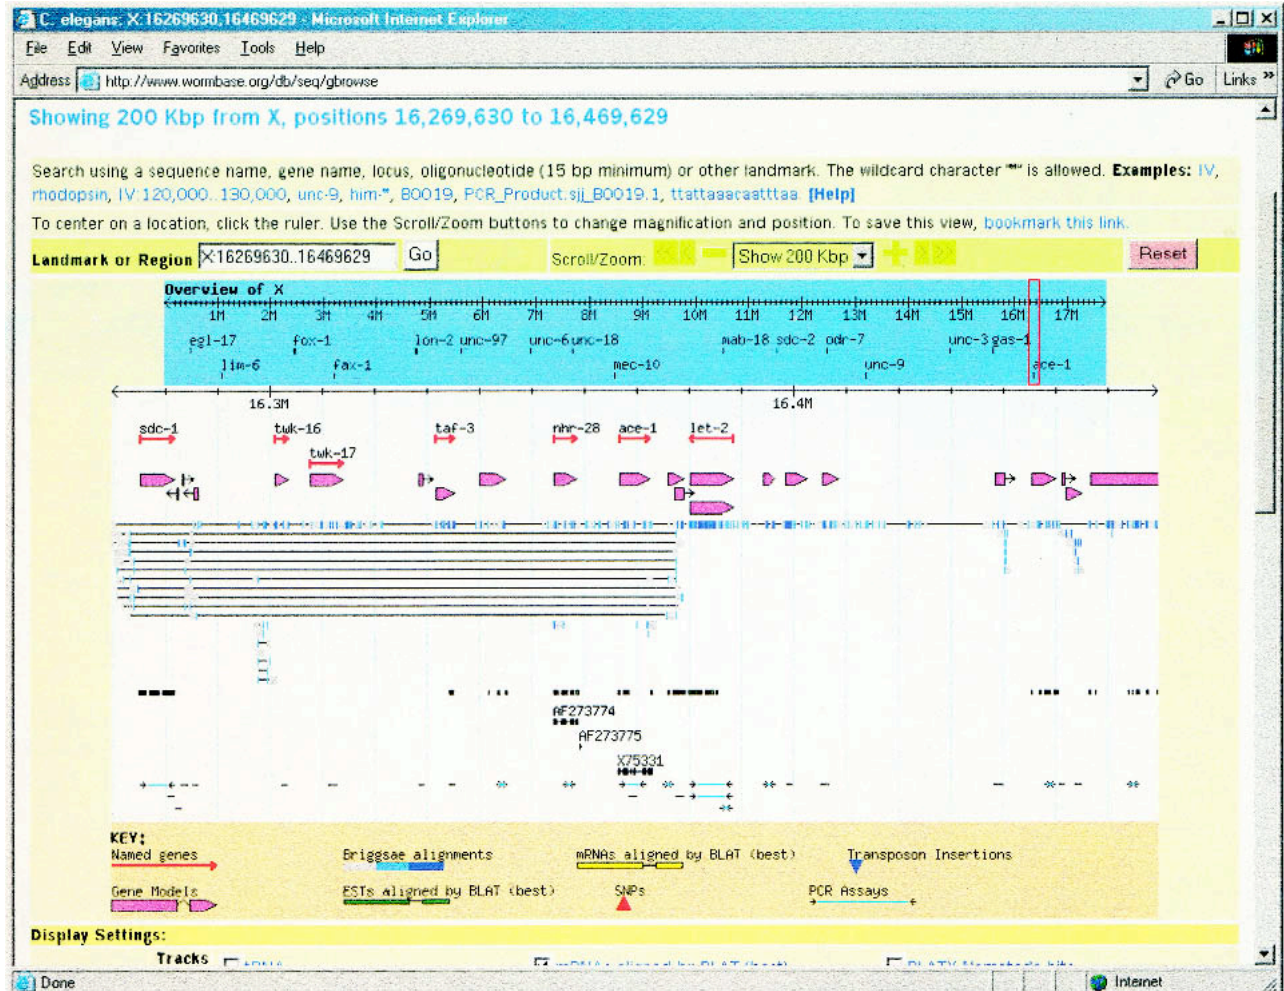 C. elegans: X:16269630,16469629 - Microsoft Internet Explorer
File Edit View Favorites Tools Help
Address http://www.wormbase.org/db/seq/gbrowse Go Links »
Showing 200 Kbp from X, positions 16,269,630 to 16,469,629
Search using a sequence name, gene name, locus, oligonucleotide (15 bp minimum) or other landmark. The wildcard character "*" is allowed. Examples: IV,
rhodopsin, IV:120,000..130,000, unc-9, him-*, B0019, PCR_Product:sjj_B0019.1, ttattaaacaatttaa. [Help]
To center on a location, click the ruler. Use the Scroll/Zoom buttons to change magnification and position. To save this view, bookmark this link.
Landmark or Region X:16269630..16469629 Go Scroll/Zoom: << - Show 200 Kbp + >> Reset
Overview of X
1M 2M 3M 4M 5M 6M 7M 8M 9M 10M 11M 12M 13M 14M 15M 16M 17M
egl-17 fox-1 lon-2 unc-97 unc-6 unc-18 mab-18 sdc-2 odr-7 unc-3 gas-1
lim-6 fax-1 mec-10 unc-9 ace-1
16.3M 16.4M
sdc-1 twk-16 taf-3 nhr-28 ace-1 let-2
twk-17
AF273774
AF273775
X75331
KEY:
Named genes Briggsae alignments mRNAs aligned by BLAT (best) Transposon Insertions
Gene Models ESTs aligned by BLAT (best) SNPs PCR Assays
Display Settings:
Tracks tRNA mRNAs aligned by BLAT (best) BLATX Nematode hits
Done Internet